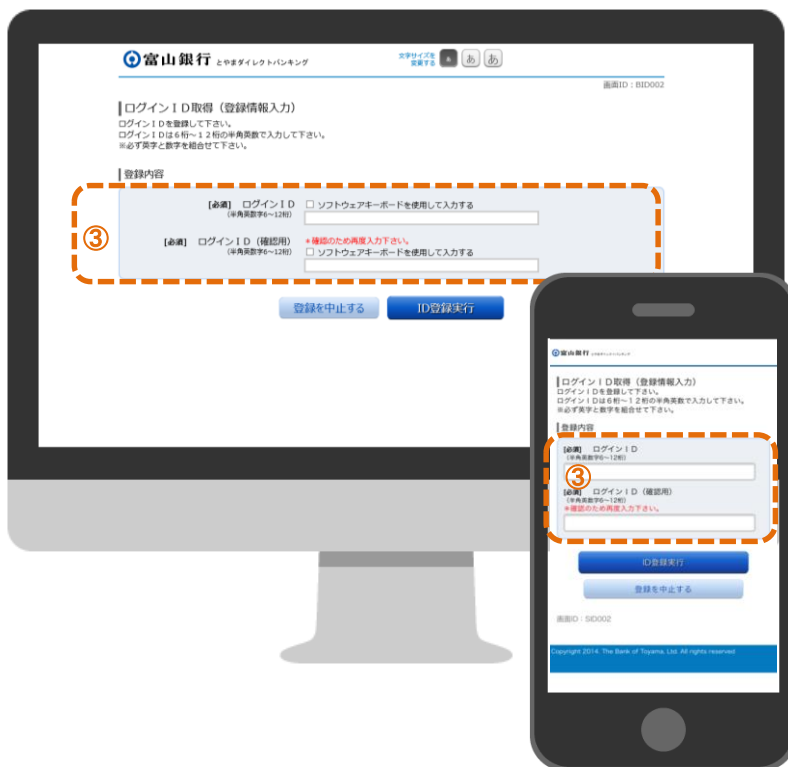 富山銀行 とやまダイレクトバンキング
文字サイズを
変更する
あ あ
画面ID：BID002
ログインＩＤ取得（登録情報入力）
ログインＩＤを登録して下さい。
ログインＩＤは６桁～１２桁の半角英数で入力して下さい。
※必ず英字と数字を組合せて下さい。
登録内容
③
[必須] ログインＩＤ □ ソフトウェアキーボードを使用して入力する
（半角英数字6～12桁）
[必須] ログインＩＤ（確認用） ＊確認のため再度入力下さい。
（半角英数字6～12桁） □ ソフトウェアキーボードを使用して入力する
登録を中止する ID登録実行
富山銀行
ログインＩＤ取得（登録情報入力）
ログインＩＤを登録して下さい。
ログインＩＤは６桁～１２桁の半角英数で入力して下さい。
※必ず英字と数字を組合せて下さい。
登録内容
[必須] ログインＩＤ
（半角英数字6～12桁）
③
[必須] ログインＩＤ（確認用）
（半角英数字6～12桁）
＊確認のため再度入力下さい。
ID登録実行
登録を中止する
画面ID：SID002
Copyright 2014. The Bank of Toyama. Ltd. All rights reserved